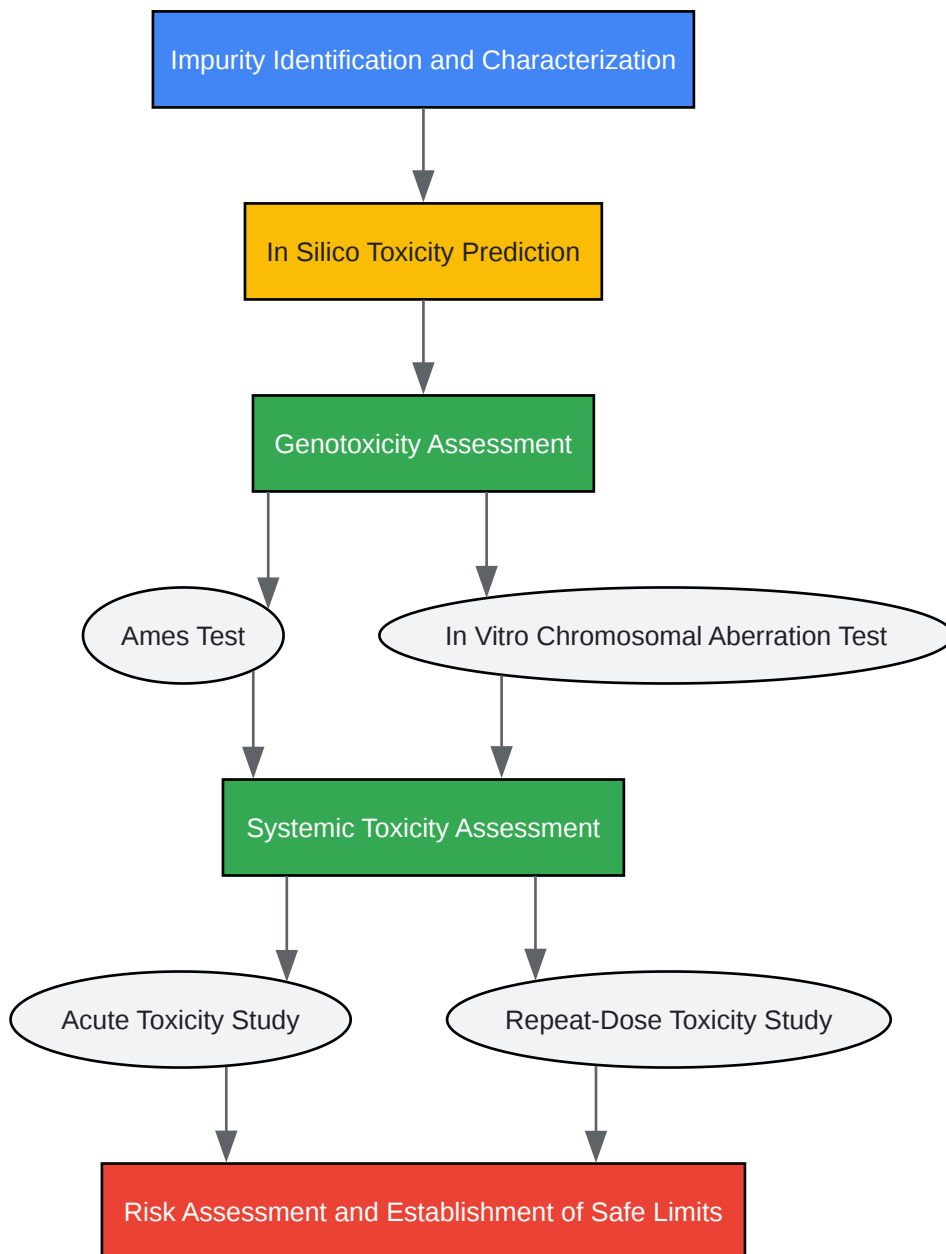 Impurity Identification and Characterization
In Silico Toxicity Prediction
Genotoxicity Assessment
Ames Test
In Vitro Chromosomal Aberration Test
Systemic Toxicity Assessment
Acute Toxicity Study
Repeat-Dose Toxicity Study
Risk Assessment and Establishment of Safe Limits